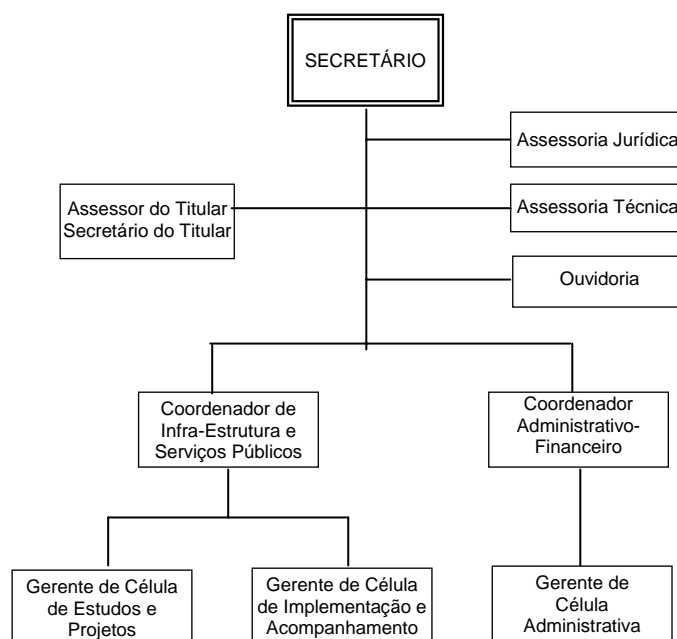 SECRETÁRIO
Assessoria Jurídica
Assessor do Titular
Secretário do Titular
Assessoria Técnica
Ouvidoria
Coordenador de
Infra-Estrutura e
Serviços Públicos
Coordenador
Administrativo-
Financeiro
Gerente de Célula
de Estudos e
Projetos
Gerente de Célula
de Implementação e
Acompanhamento
Gerente de
Célula
Administrativa